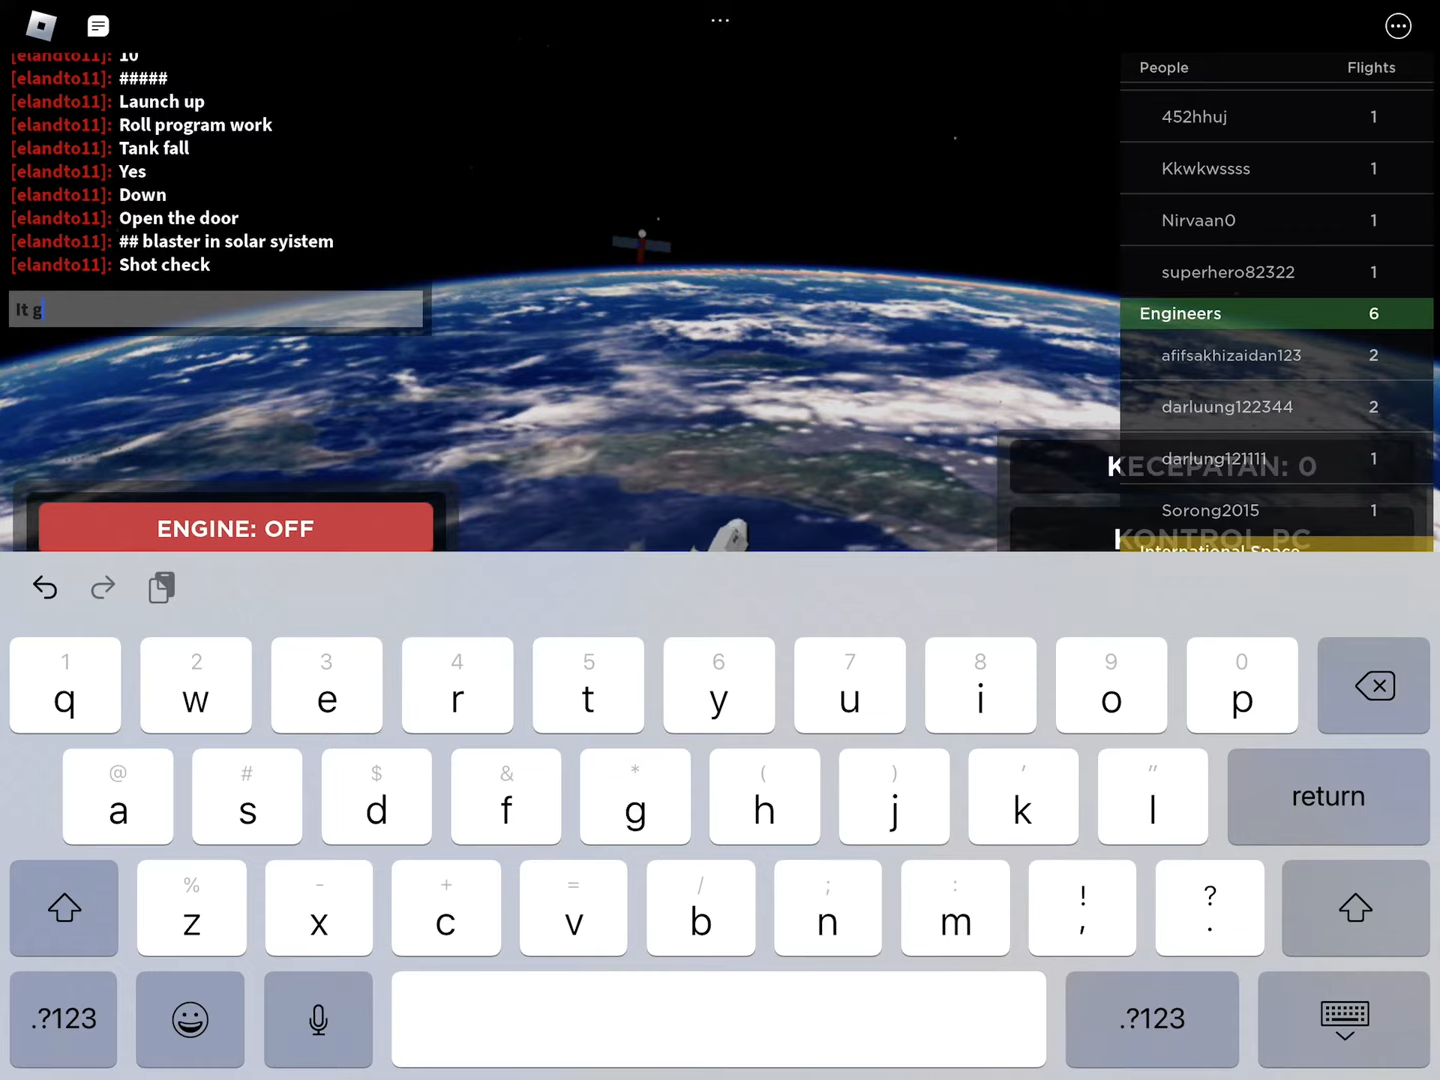 ...
[elandto11]: 10
[elandto11]: #####
[elandto11]: Launch up
[elandto11]: Roll program work
[elandto11]: Tank fall
[elandto11]: Yes
[elandto11]: Down
[elandto11]: Open the door
[elandto11]: ## blaster in solar syistem
[elandto11]: Shot check
It g
People Flights
452hhuj 1
Kkwkwssss 1
Nirvaan0 1
superhero82322 1
Engineers 6
afifsakhizaidan123 2
darluung122344 2
darlung121111 1
KECEPATAN: 0
Sorong2015 1
KONTROL PC
International Space
ENGINE: OFF
1 2 3 4 5 6 7 8 9 0
q w e r t y u i o p
@ # $ & * ( ) ' "
a s d f g h j k l return
% - + = / ; : ! ?
z x c v b n m , .
.?123 .?123